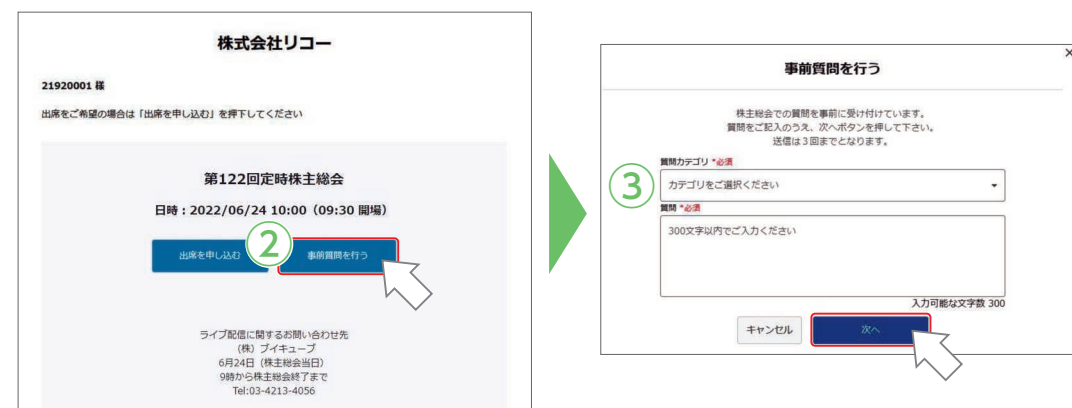 株式会社リコー
21920001 様
出席をご希望の場合は「出席を申し込む」を押下してください
第122回定時株主総会
日時：2022/06/24 10:00（09:30 開場）
出席を申し込む
②
事前質問を行う
ライブ配信に関するお問い合わせ先
（株）ブイキューブ
6月24日（株主総会当日）
9時から株主総会終了まで
Tel:03-4213-4056
×
事前質問を行う
株主総会での質問を事前に受け付けています。
質問をご記入のうえ、次へボタンを押して下さい。
送信は３回までとなります。
③
質問カテゴリ *必須
カテゴリをご選択ください
質問 *必須
300文字以内でご入力ください
入力可能な文字数 300
キャンセル
次へ